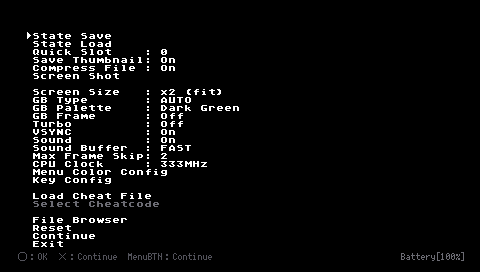 State Save
State Load
Quick Slot : 0
Save Thumbnail: On
Compress File : On
Screen Shot
Screen Size : x2 (fit)
GB Type : AUTO
GB Palette : Dark Green
GB Frame : Off
Turbo : Off
VSYNC : On
Sound : On
Sound Buffer : FAST
Max Frame Skip: 2
CPU Clock : 333MHz
Menu Color Config
Key Config
Load Cheat File
Select Cheatcode
File Browser
Reset
Continue
Exit
◯:OK ✕:Continue MenuBTN:Continue Battery[100%]